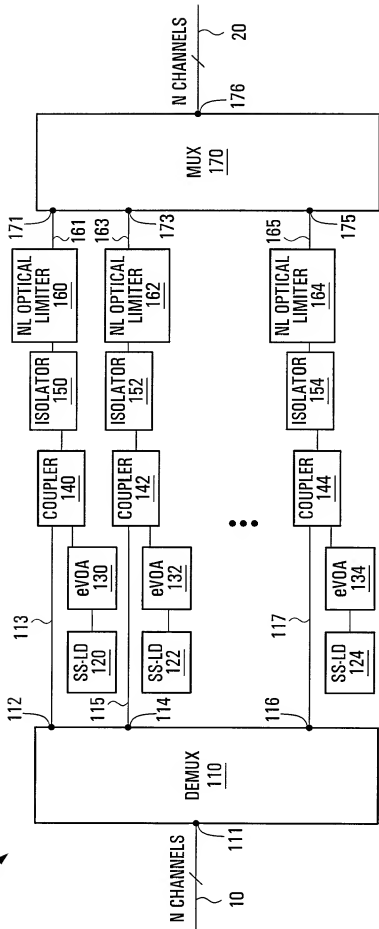 N CHANNELS
10
111
DEMUX
110
112
113
114
115
116
117
SS-LD
120
eVOA
130
COUPLER
140
ISOLATOR
150
NL OPTICAL
LIMITER
160
161
171
SS-LD
122
eVOA
132
COUPLER
142
ISOLATOR
152
NL OPTICAL
LIMITER
162
163
173
SS-LD
124
eVOA
134
COUPLER
144
ISOLATOR
154
NL OPTICAL
LIMITER
164
165
175
MUX
170
176
N CHANNELS
20